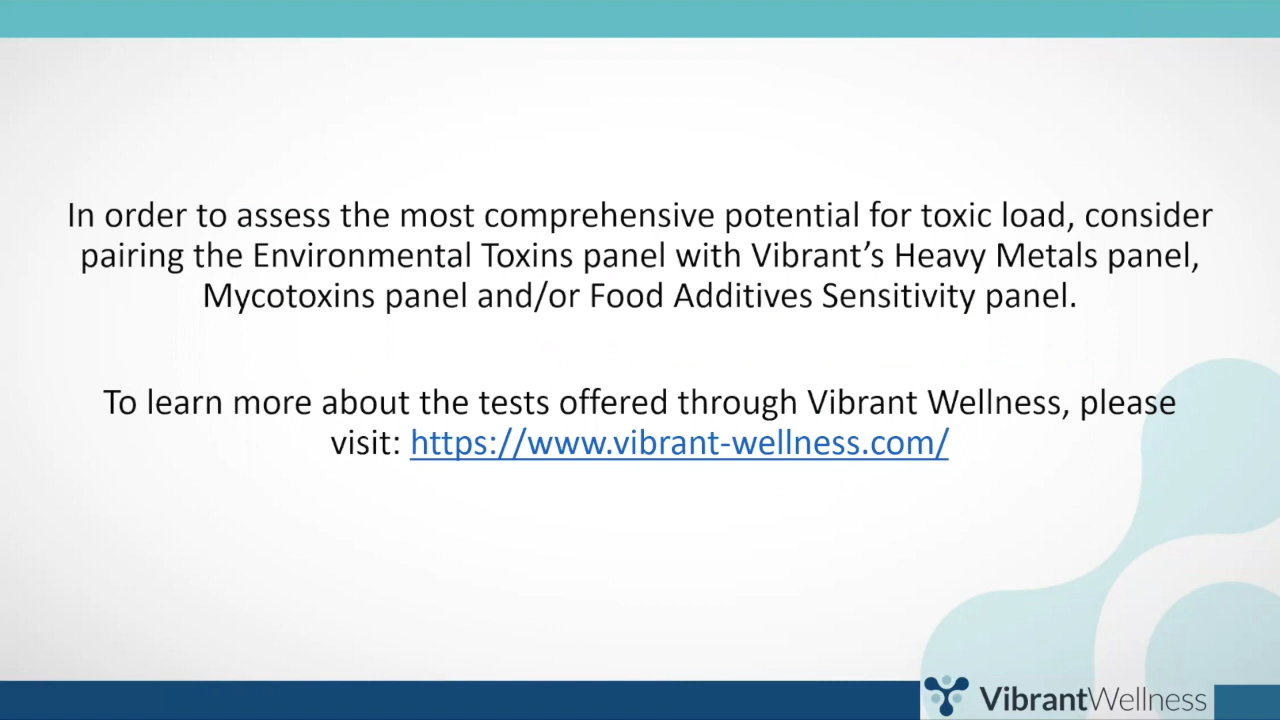 In order to assess the most comprehensive potential for toxic load, consider
pairing the Environmental Toxins panel with Vibrant’s Heavy Metals panel,
Mycotoxins panel and/or Food Additives Sensitivity panel.
To learn more about the tests offered through Vibrant Wellness, please
visit: https://www.vibrant-wellness.com/
VibrantWellness